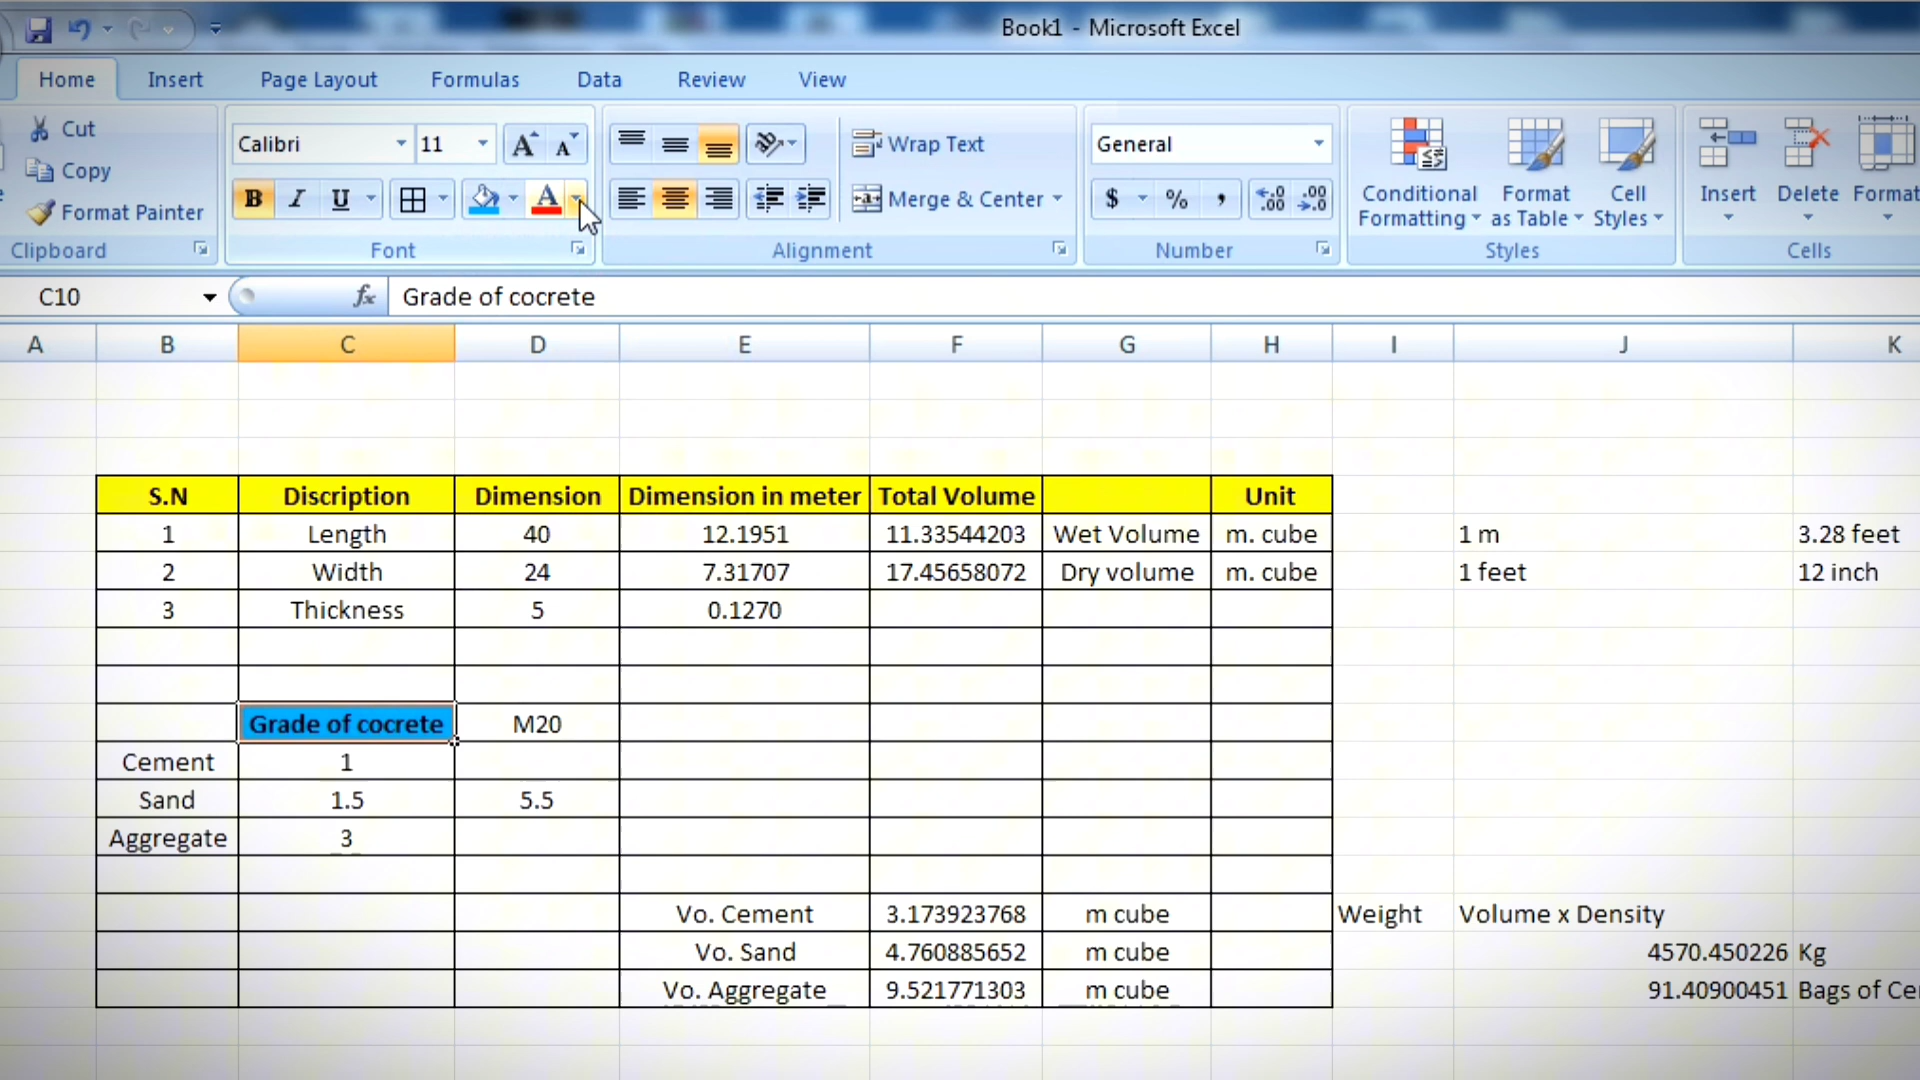 Book1 - Microsoft Excel
Home Insert Page Layout Formulas Data Review View
Cut
Copy
Format Painter
Clipboard
Calibri 11
B I U A
Font
Wrap Text
Merge & Center
Alignment
General
$ % ,
Number
Conditional Formatting
Format as Table
Cell Styles
Styles
Insert Delete Format
Cells
C10 fx Grade of cocrete
A B C D E F G H I J K
S.N Discription Dimension Dimension in meter Total Volume Unit
1 Length 40 12.1951 11.33544203 Wet Volume m. cube 1 m 3.28 feet
2 Width 24 7.31707 17.45658072 Dry volume m. cube 1 feet 12 inch
3 Thickness 5 0.1270
Grade of cocrete M20
Cement 1
Sand 1.5 5.5
Aggregate 3
Vo. Cement 3.173923768 m cube Weight Volume x Density
Vo. Sand 4.760885652 m cube 4570.450226 Kg
Vo. Aggregate 9.521771303 m cube 91.40900451 Bags of Ce